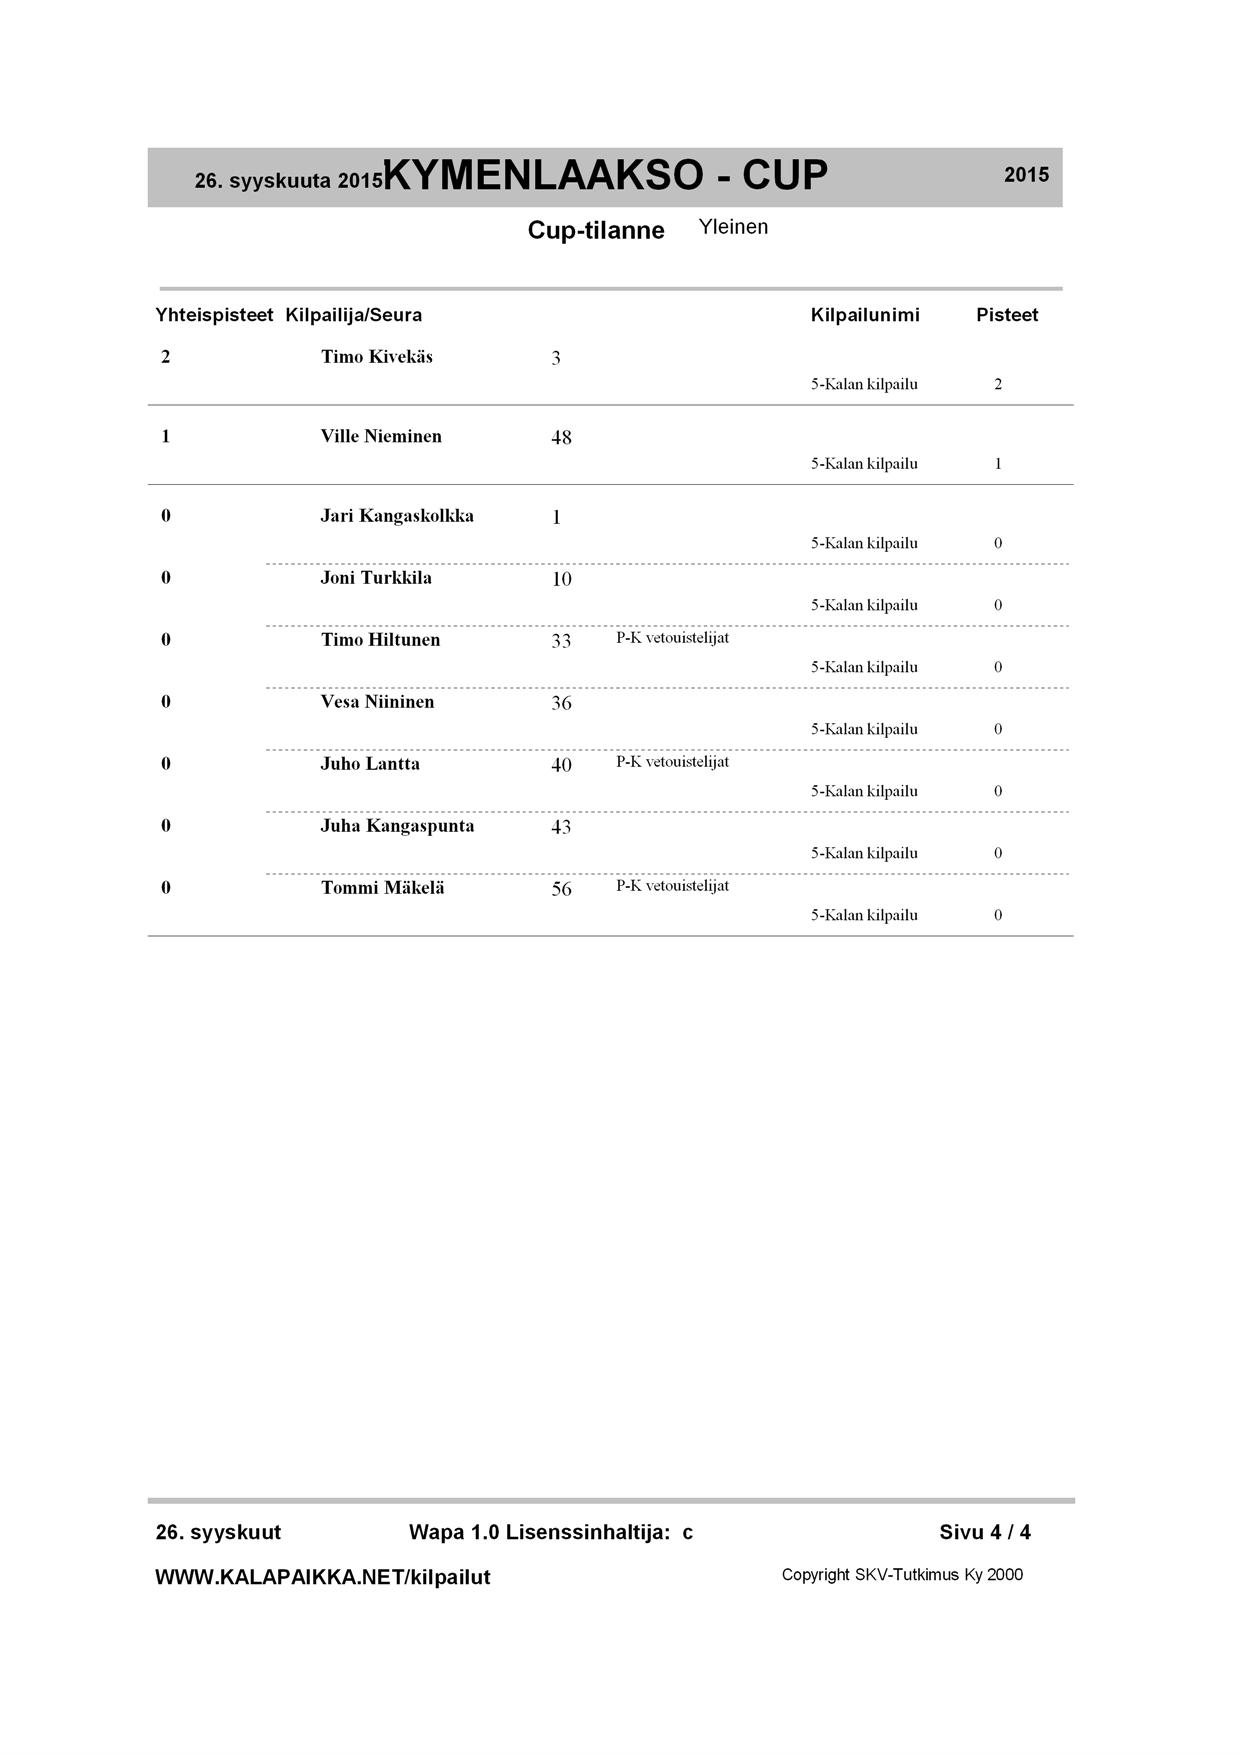 26. syyskuuta 2015 KYMENLAAKSO - CUP 2015
Cup-tilanne Yleinen
Yhteispisteet Kilpailija/Seura Kilpailunimi Pisteet
2 Timo Kivekäs 3
5-Kalan kilpailu 2
1 Ville Nieminen 48
5-Kalan kilpailu 1
0 Jari Kangaskolkka 1
5-Kalan kilpailu 0
0 Joni Turkkila 10
5-Kalan kilpailu 0
0 Timo Hiltunen 33 P-K vetouistelijat
5-Kalan kilpailu 0
0 Vesa Niininen 36
5-Kalan kilpailu 0
0 Juho Lantta 40 P-K vetouistelijat
5-Kalan kilpailu 0
0 Juha Kangaspunta 43
5-Kalan kilpailu 0
0 Tommi Mäkelä 56 P-K vetouistelijat
5-Kalan kilpailu 0
26. syyskuut Wapa 1.0 Lisenssinhaltija: c Sivu 4 / 4
WWW.KALAPAIKKA.NET/kilpailut Copyright SKV-Tutkimus Ky 2000